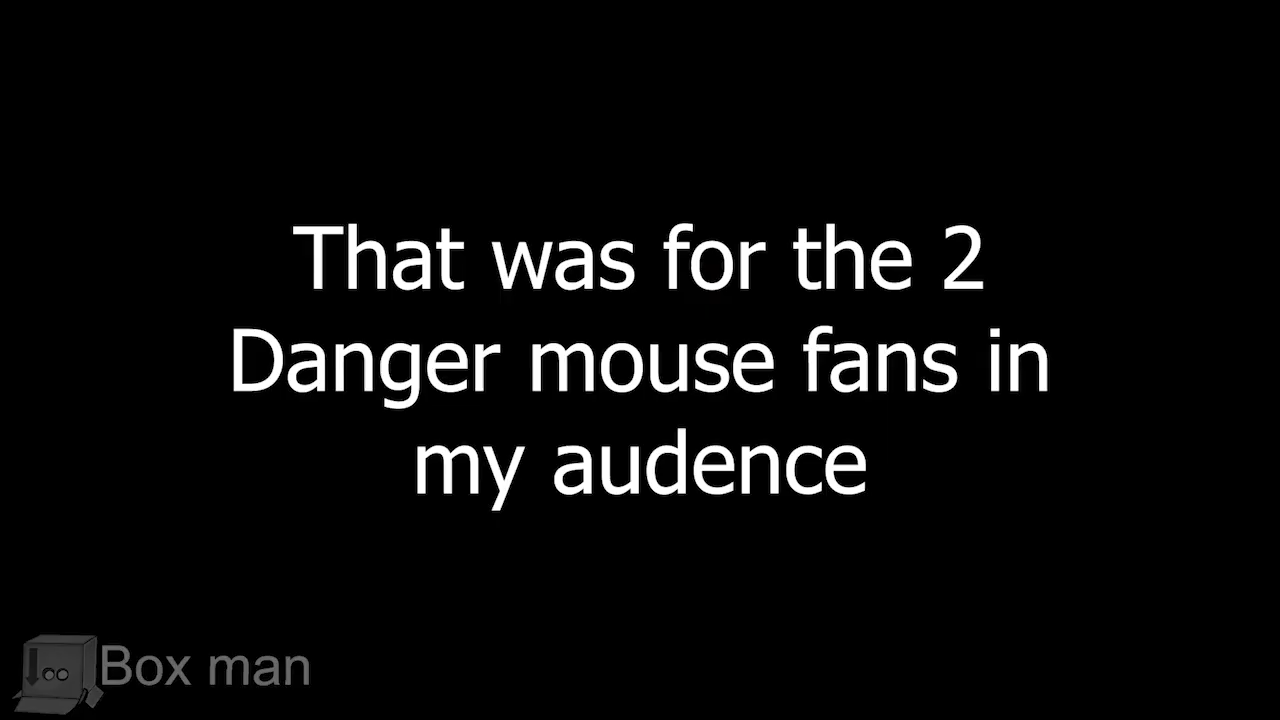 That was for the 2
Danger mouse fans in
my audence
Box man